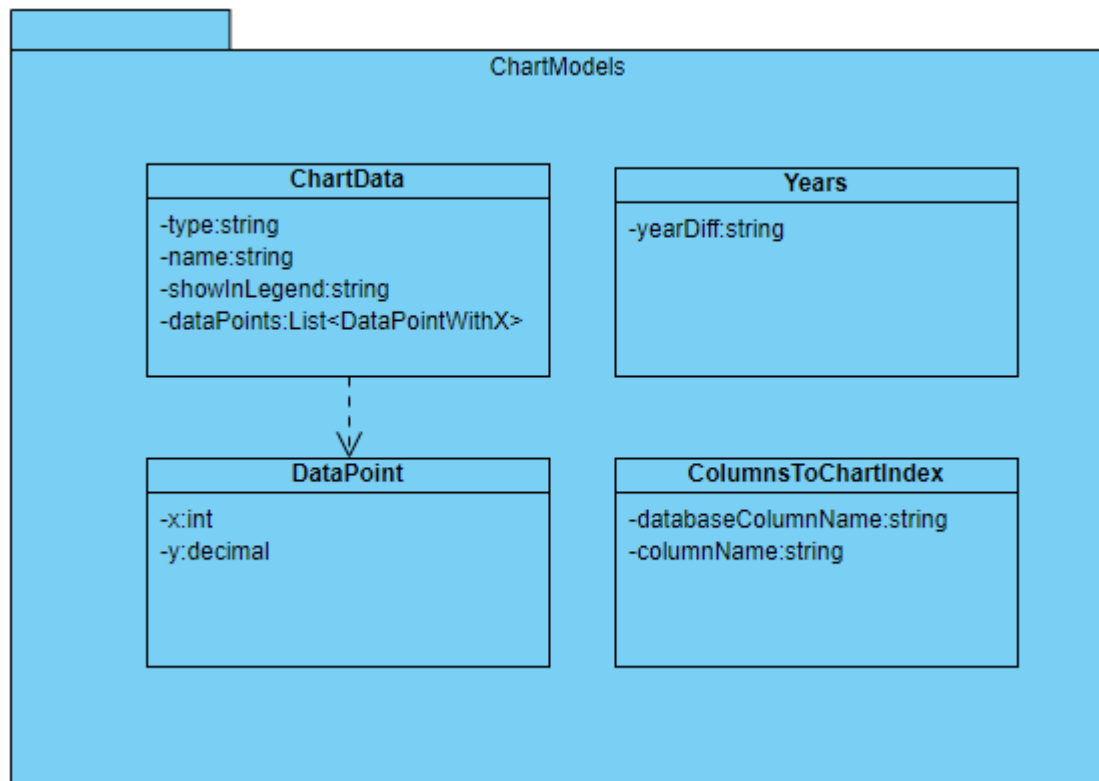 ChartModels
ChartData
-type:string
-name:string
-showInLegend:string
-dataPoints:List<DataPointWithX>
Years
-yearDiff:string
DataPoint
-x:int
-y:decimal
ColumnsToChartIndex
-databaseColumnName:string
-columnName:string